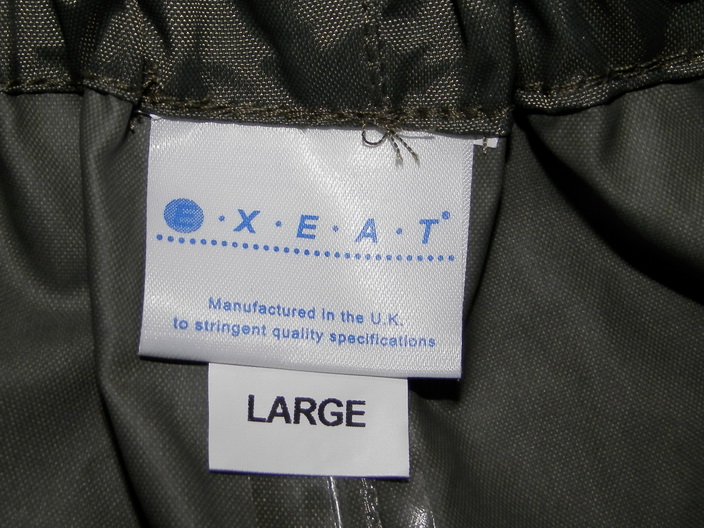 E·X·E·A·T®
Manufactured in the U.K.
to stringent quality specifications
LARGE